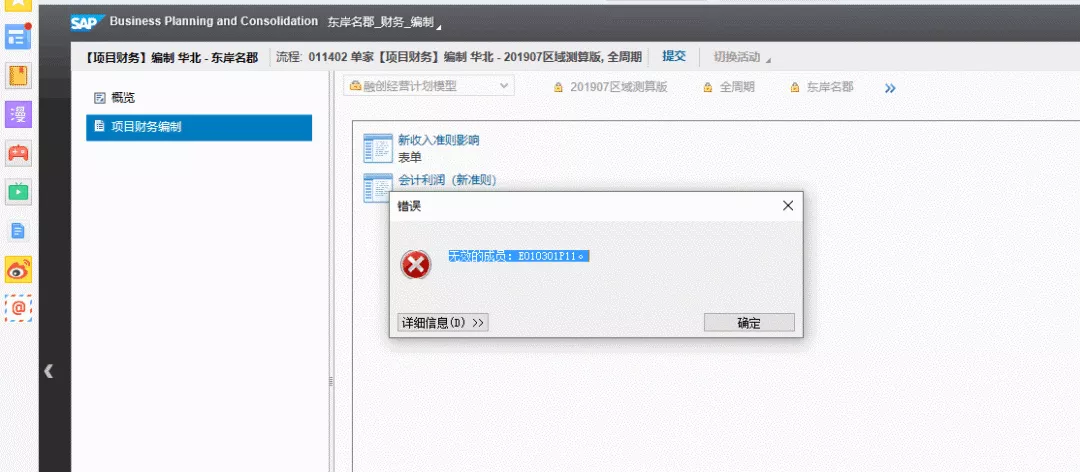 SAP Business Planning and Consolidation 东岸名郡_财务_编制
【项目财务】编制 华北 - 东岸名郡 流程: 011402 单家【项目财务】编制 华北 - 201907区域测算版, 全周期 提交 切换活动
概览
项目财务编制
融创经营计划模型 201907区域测算版 全周期 东岸名郡 »
新收入准则影响
表单
会计利润（新准则）
错误
无效的成员：E010301P11。
详细信息(D) >>
确定
漫